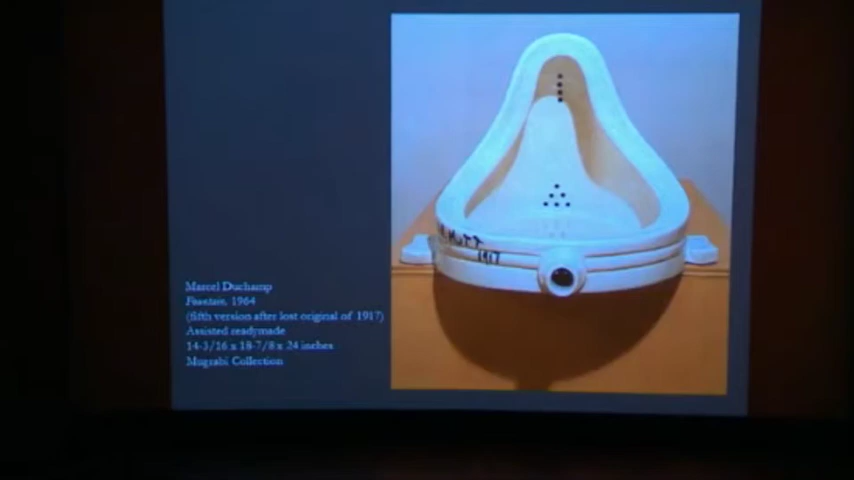 Marcel Duchamp
Fountain, 1964
(fifth version after lost original of 1917)
Assisted readymade
14-3/16 x 18-7/8 x 24 inches
Mugrabi Collection
R. MUTT
1917